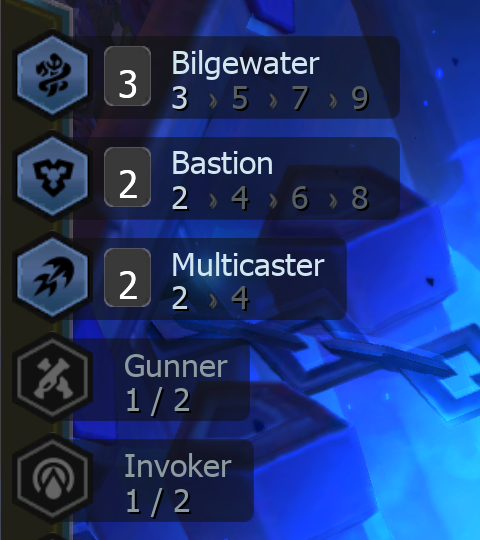 3
Bilgewater
3 › 5 › 7 › 9
2
Bastion
2 › 4 › 6 › 8
2
Multicaster
2 › 4
Gunner
1 / 2
Invoker
1 / 2